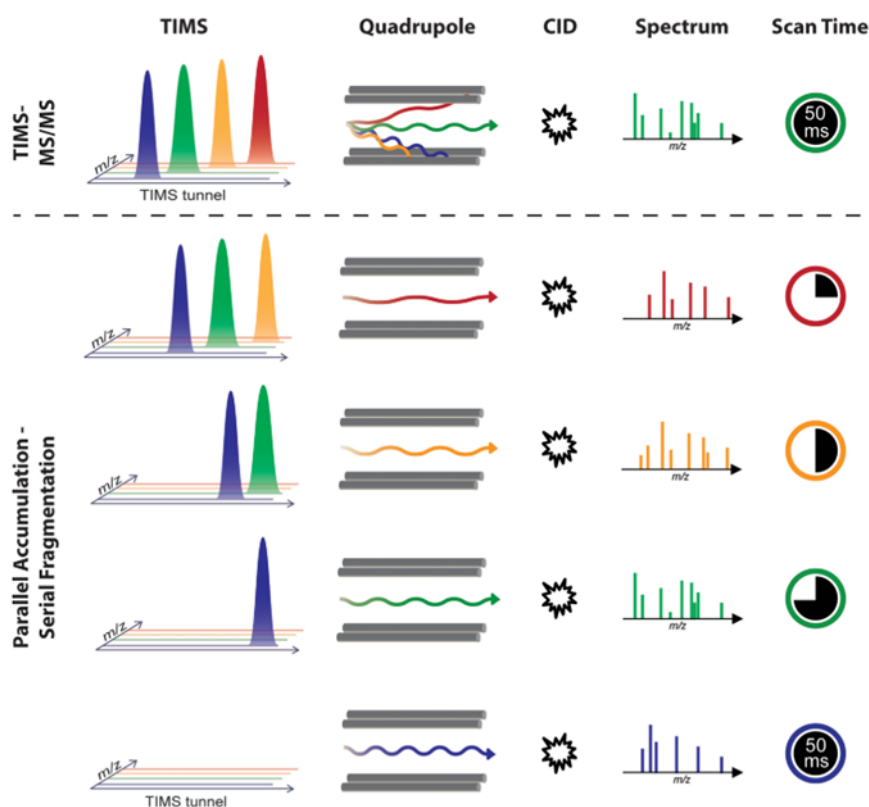 TIMS Quadrupole CID Spectrum Scan Time
TIMS-
MS/MS
m/z
TIMS tunnel
m/z
50
ms
m/z
m/z
m/z
m/z
Parallel Accumulation -
Serial Fragmentation
m/z
m/z
m/z
m/z
TIMS tunnel
m/z
50
ms